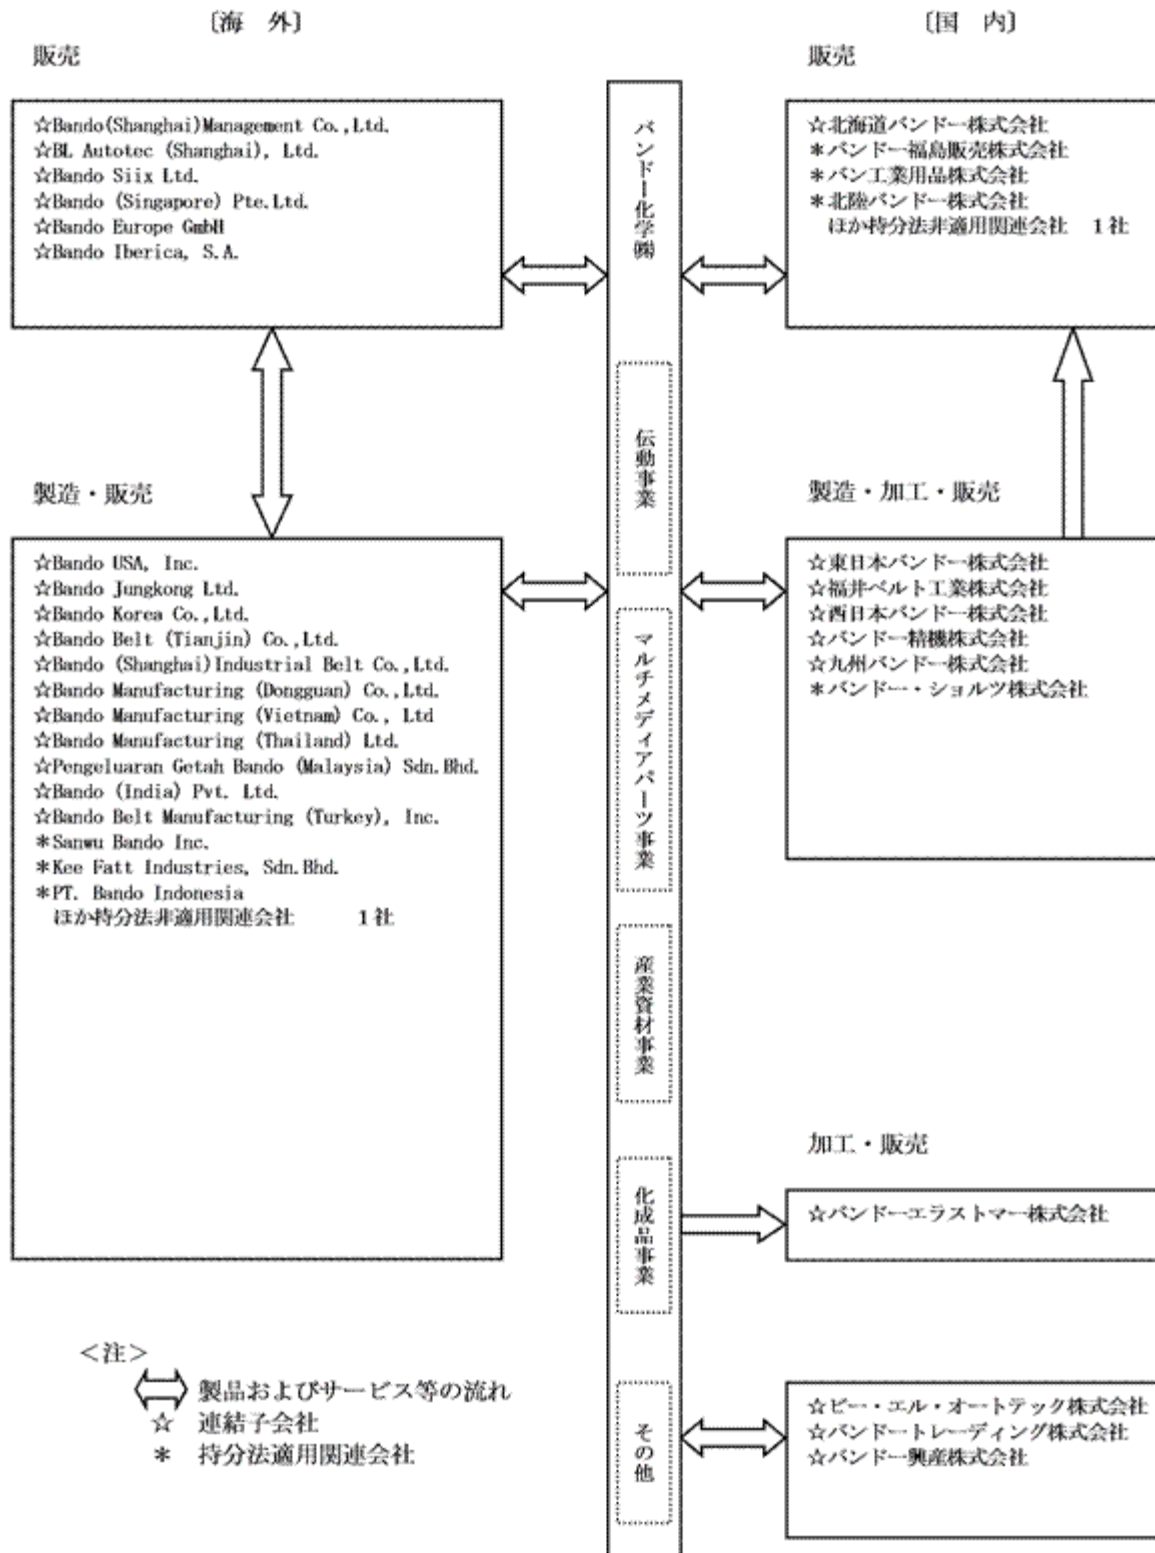 〔海　外〕
販売
☆Bando(Shanghai)Management Co.,Ltd.
☆BL Autotec (Shanghai), Ltd.
☆Bando Siix Ltd.
☆Bando (Singapore) Pte.Ltd.
☆Bando Europe GmbH
☆Bando Iberica, S.A.
製造・販売
☆Bando USA, Inc.
☆Bando Jungkong Ltd.
☆Bando Korea Co.,Ltd.
☆Bando Belt (Tianjin) Co.,Ltd.
☆Bando (Shanghai)Industrial Belt Co.,Ltd.
☆Bando Manufacturing (Dongguan) Co.,Ltd.
☆Bando Manufacturing (Vietnam) Co., Ltd
☆Bando Manufacturing (Thailand) Ltd.
☆Pengeluaran Getah Bando (Malaysia) Sdn.Bhd.
☆Bando (India) Pvt. Ltd.
☆Bando Belt Manufacturing (Turkey), Inc.
＊Sanwu Bando Inc.
＊Kee Fatt Industries, Sdn.Bhd.
＊PT. Bando Indonesia
ほか持分法非適用関連会社　　　1社
＜注＞
製品およびサービス等の流れ
☆　連結子会社
＊　持分法適用関連会社
バンドー化学㈱
伝動事業
マルチメディアパーツ事業
産業資材事業
化成品事業
その他
〔国　内〕
販売
☆北海道バンドー株式会社
＊バンドー福島販売株式会社
＊バン工業用品株式会社
＊北陸バンドー株式会社
ほか持分法非適用関連会社　1社
製造・加工・販売
☆東日本バンドー株式会社
☆福井ベルト工業株式会社
☆西日本バンドー株式会社
☆バンドー精機株式会社
☆九州バンドー株式会社
＊バンドー・ショルツ株式会社
加工・販売
☆バンドーエラストマー株式会社
☆ビー・エル・オートテック株式会社
☆バンドートレーディング株式会社
☆バンドー興産株式会社